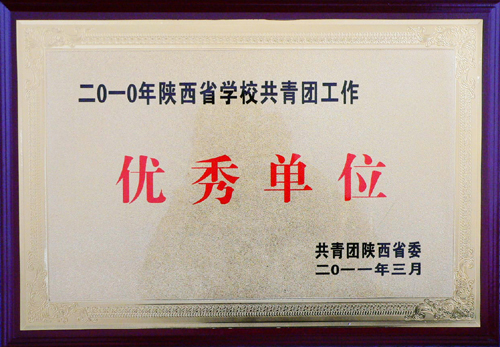 二0一0年陕西省学校共青团工作
优秀单位
共青团陕西省委
二0一一年三月